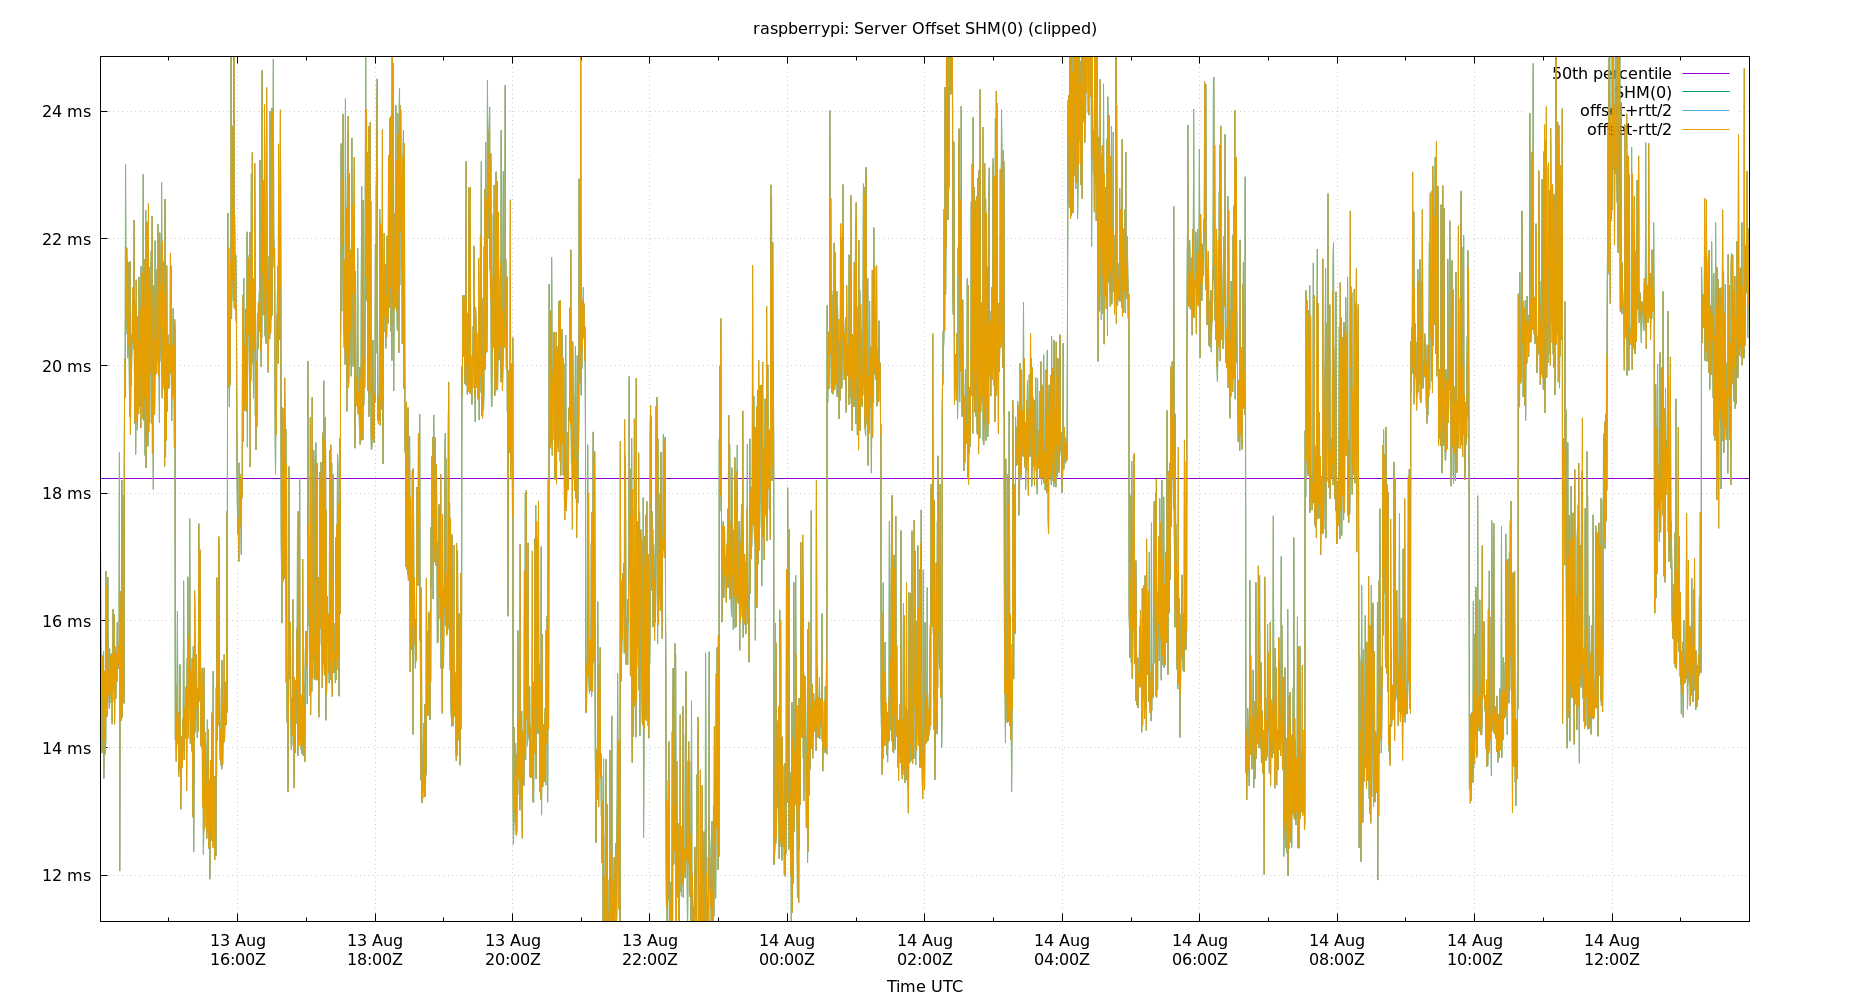 raspberrypi: Server Offset SHM(0) (clipped)
50th percentile
SHM(0)
offset+rtt/2
offset-rtt/2
24 ms
22 ms
20 ms
18 ms
16 ms
14 ms
12 ms
13 Aug 13 Aug 13 Aug 13 Aug 14 Aug 14 Aug 14 Aug 14 Aug 14 Aug 14 Aug 14 Aug
16:00Z 18:00Z 20:00Z 22:00Z 00:00Z 02:00Z 04:00Z 06:00Z 08:00Z 10:00Z 12:00Z
Time UTC